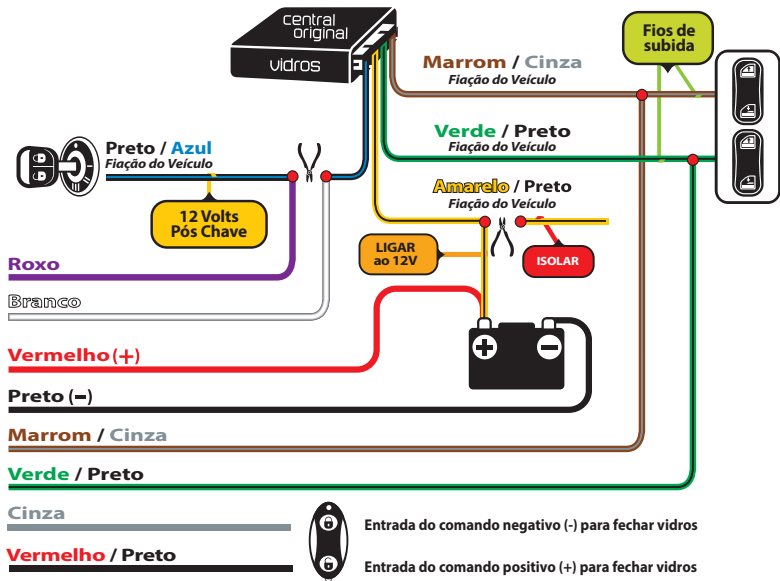 central
original
vidros
Fios de
subida
Marrom / Cinza
Fiação do Veículo
Verde / Preto
Fiação do Veículo
Preto / Azul
Fiação do Veículo
Amarelo / Preto
Fiação do Veículo
12 Volts
Pós Chave
LIGAR
ao 12V
ISOLAR
Roxo
Branco
Vermelho (+)
Preto (-)
Marrom / Cinza
Verde / Preto
Cinza
Entrada do comando negativo (-) para fechar vidros
Vermelho / Preto
Entrada do comando positivo (+) para fechar vidros